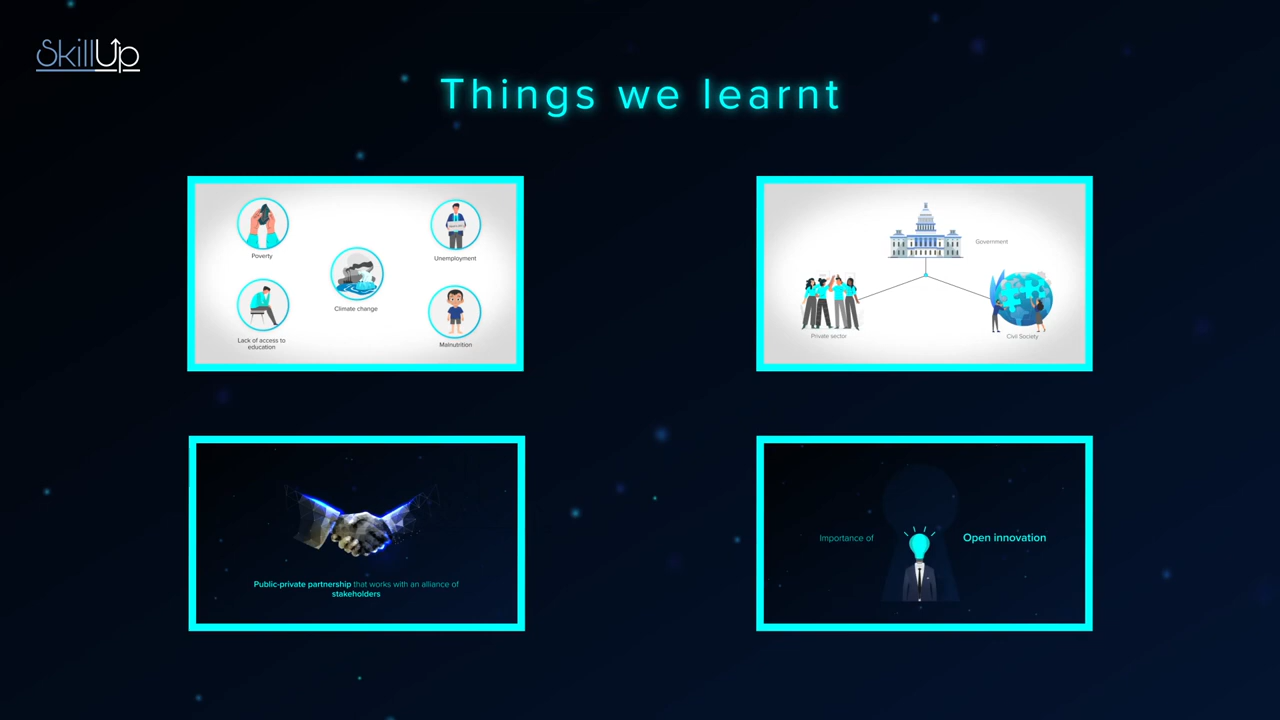 SkillUp
Things we learnt
Poverty
Unemployment
Climate change
Lack of access to
education
Malnutrition
Government
Private sector
Civil Society
Public-private partnership that works with an alliance of
stakeholders
Importance of
Open innovation